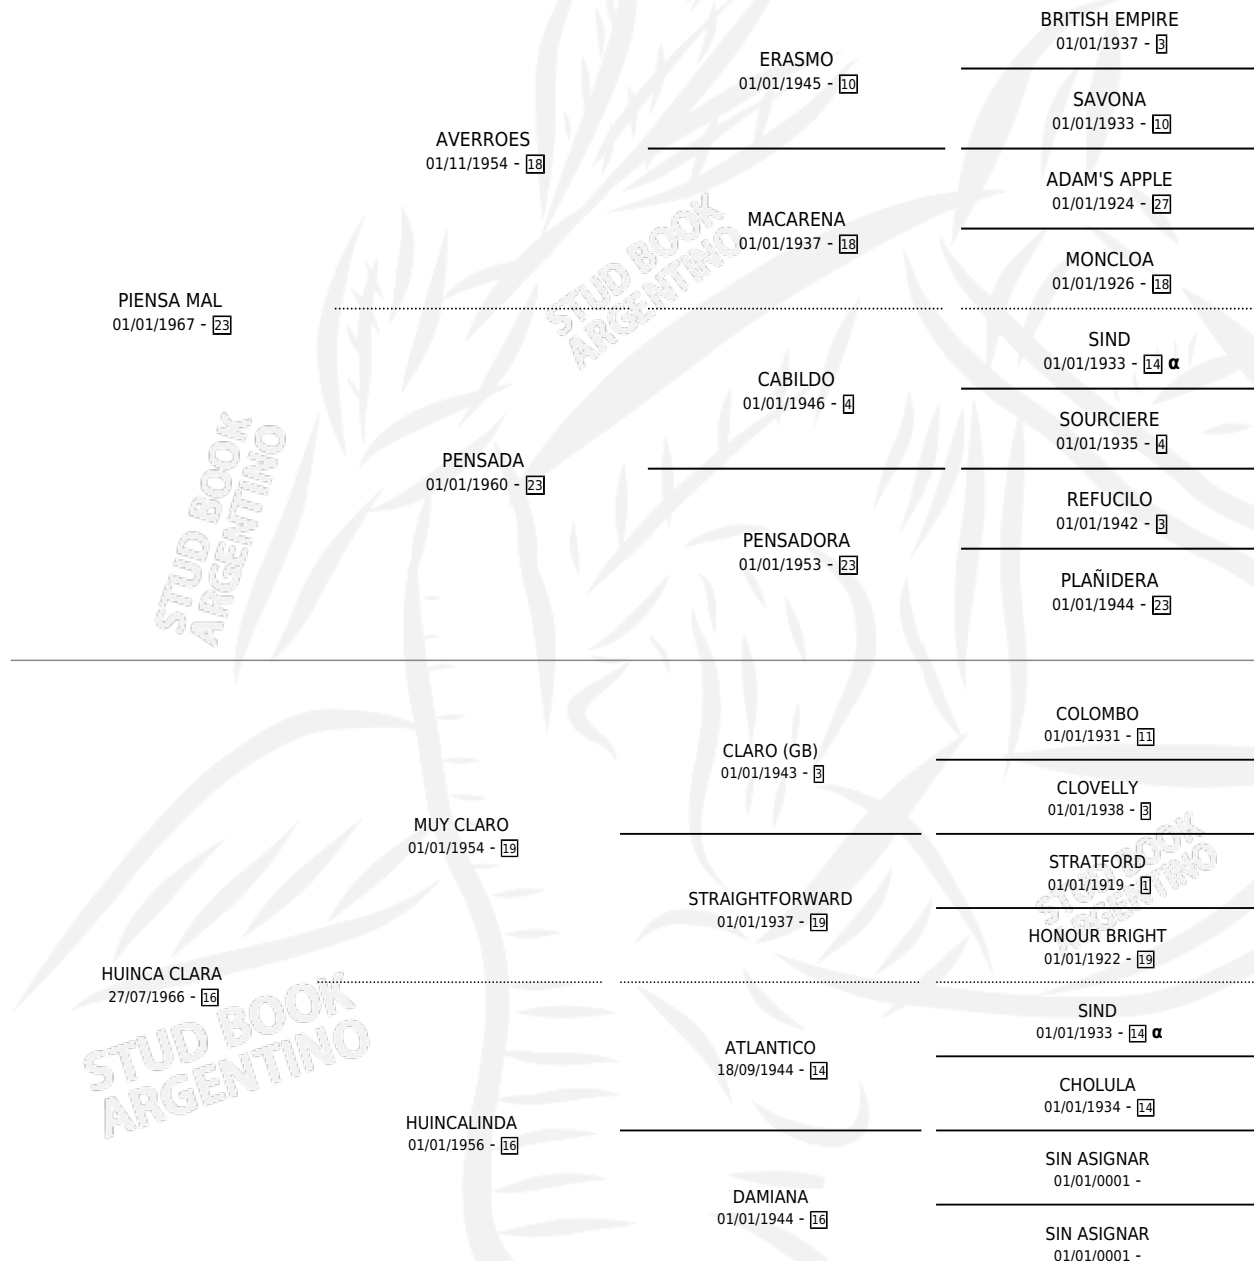 BRITISH EMPIRE
01/01/1937 - 3
ERASMO
01/01/1945 - 10
SAVONA
01/01/1933 - 10
AVERROES
01/11/1954 - 18
ADAM'S APPLE
01/01/1924 - 27
MACARENA
01/01/1937 - 18
MONCLOA
01/01/1926 - 18
PIENSA MAL
01/01/1967 - 23
SIND
01/01/1933 - 14 α
CABILDO
01/01/1946 - 4
SOURCIERE
01/01/1935 - 4
PENSADA
01/01/1960 - 23
REFUCILO
01/01/1942 - 3
PENSADORA
01/01/1953 - 23
PLAÑIDERA
01/01/1944 - 23
COLOMBO
01/01/1931 - 11
CLARO (GB)
01/01/1943 - 3
CLOVELLY
01/01/1938 - 3
MUY CLARO
01/01/1954 - 19
STRATFORD
01/01/1919 - 1
STRAIGHTFORWARD
01/01/1937 - 19
HONOUR BRIGHT
01/01/1922 - 19
HUINCA CLARA
27/07/1966 - 16
SIND
01/01/1933 - 14 α
ATLANTICO
18/09/1944 - 14
CHOLULA
01/01/1934 - 14
HUINCALINDA
01/01/1956 - 16
SIN ASIGNAR
01/01/0001 -
DAMIANA
01/01/1944 - 16
SIN ASIGNAR
01/01/0001 -
STUD BOOK
ARGENTINO
STUD BOOK
ARGENTINO
STUD BOOK
ARGENTINO
STUD BOOK
ARGENTINO